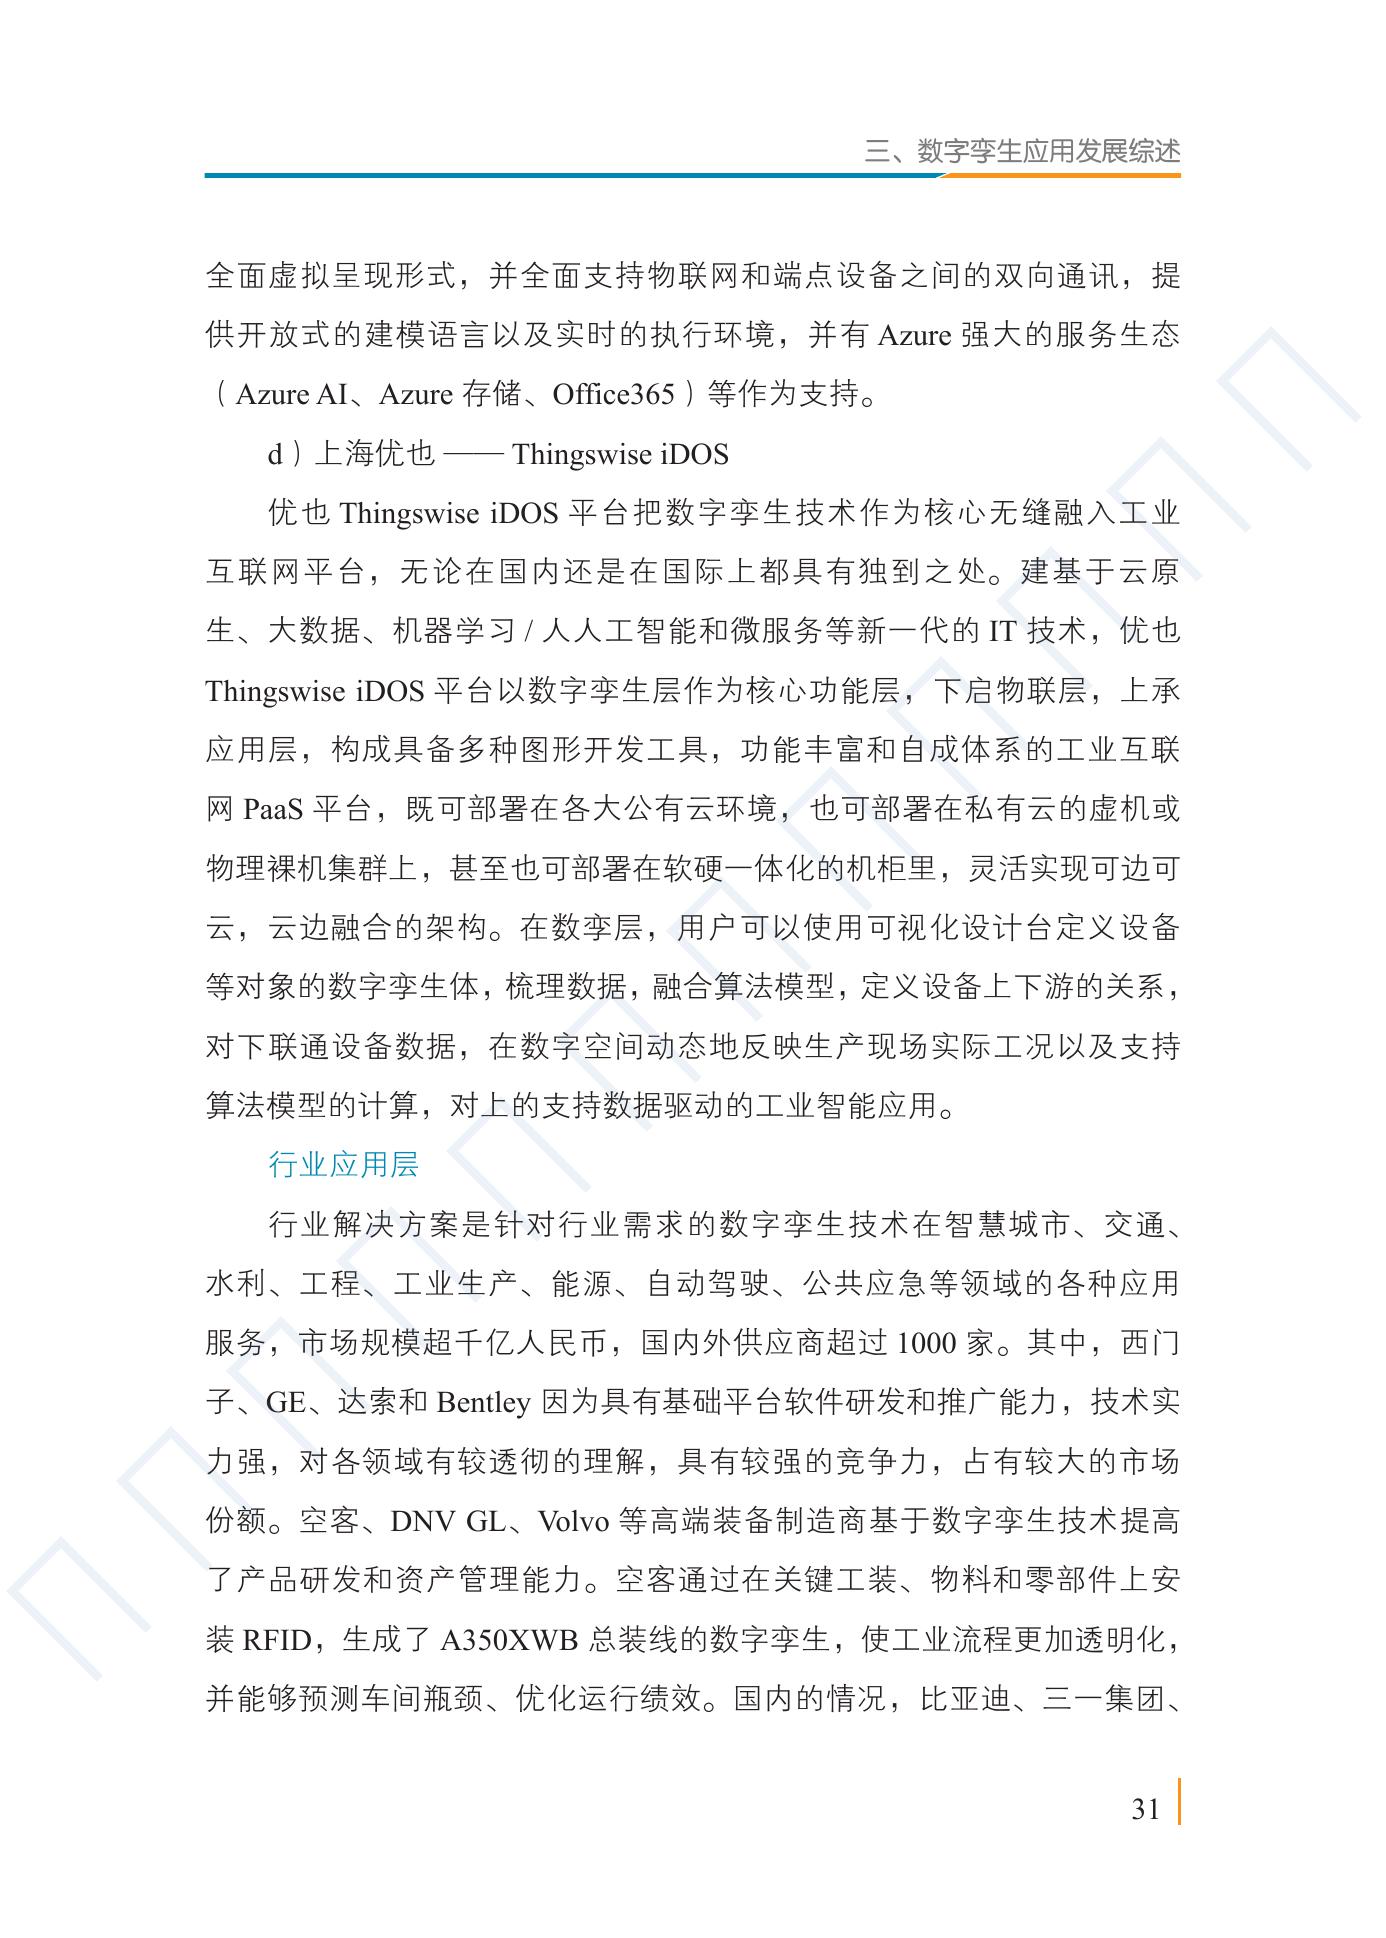 三、数字孪生应用发展综述
全面虚拟呈现形式，并全面支持物联网和端点设备之间的双向通讯，提
供开放式的建模语言以及实时的执行环境，并有 Azure 强大的服务生态
（Azure AI、Azure 存储、Office365）等作为支持。
d）上海优也 —— Thingswise iDOS
优也 Thingswise iDOS 平台把数字孪生技术作为核心无缝融入工业
互联网平台，无论在国内还是在国际上都具有独到之处。建基于云原
生、大数据、机器学习 / 人人工智能和微服务等新一代的 IT 技术，优也
Thingswise iDOS 平台以数字孪生层作为核心功能层，下启物联层，上承
应用层，构成具备多种图形开发工具，功能丰富和自成体系的工业互联
网 PaaS 平台，既可部署在各大公有云环境，也可部署在私有云的虚机或
物理裸机集群上，甚至也可部署在软硬一体化的机柜里，灵活实现可边可
云，云边融合的架构。在数孪层，用户可以使用可视化设计台定义设备
等对象的数字孪生体，梳理数据，融合算法模型，定义设备上下游的关系，
对下联通设备数据，在数字空间动态地反映生产现场实际工况以及支持
算法模型的计算，对上的支持数据驱动的工业智能应用。
行业应用层
行业解决方案是针对行业需求的数字孪生技术在智慧城市、交通、
水利、工程、工业生产、能源、自动驾驶、公共应急等领域的各种应用
服务，市场规模超千亿人民币，国内外供应商超过 1000 家。其中，西门
子、GE、达索和 Bentley 因为具有基础平台软件研发和推广能力，技术实
力强，对各领域有较透彻的理解，具有较强的竞争力，占有较大的市场
份额。空客、DNV GL、Volvo 等高端装备制造商基于数字孪生技术提高
了产品研发和资产管理能力。空客通过在关键工装、物料和零部件上安
装 RFID，生成了 A350XWB 总装线的数字孪生，使工业流程更加透明化，
并能够预测车间瓶颈、优化运行绩效。国内的情况，比亚迪、三一集团、
31